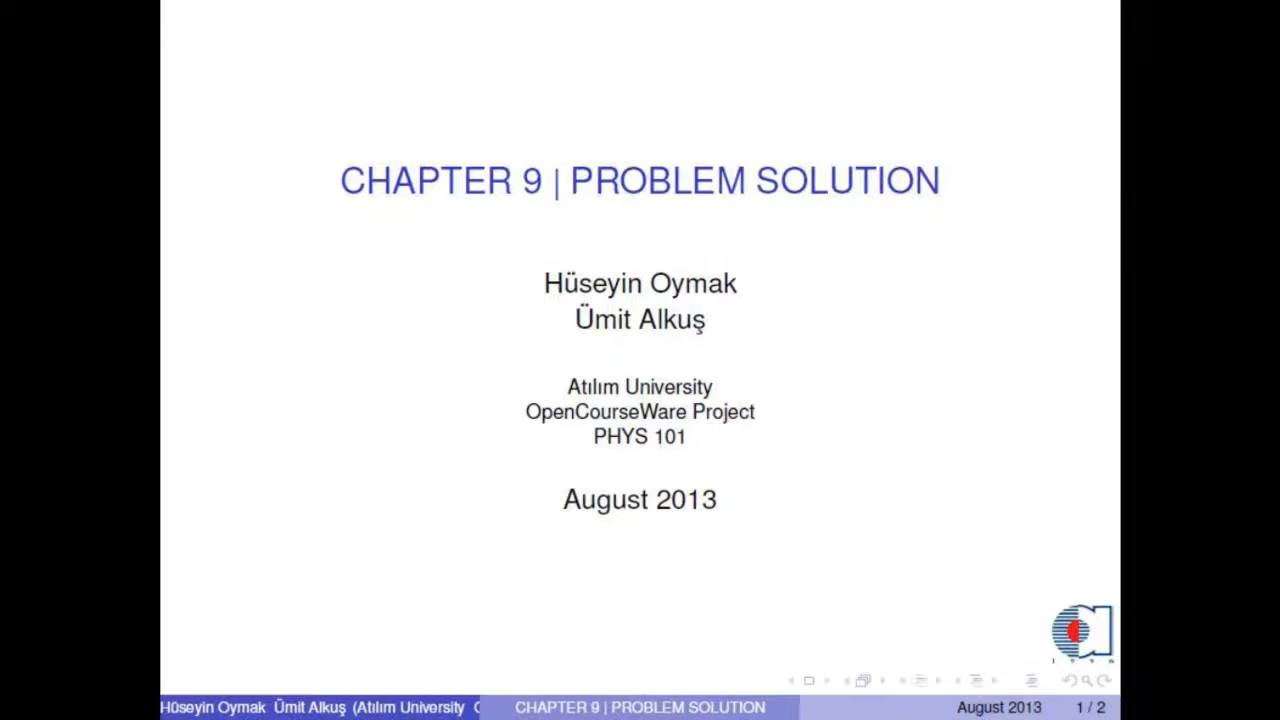 CHAPTER 9 | PROBLEM SOLUTION
Hüseyin Oymak
Ümit Alkuş
Atılım University
OpenCourseWare Project
PHYS 101
August 2013
Hüseyin Oymak Ümit Alkuş (Atılım University
CHAPTER 9 | PROBLEM SOLUTION
August 2013
1 / 2